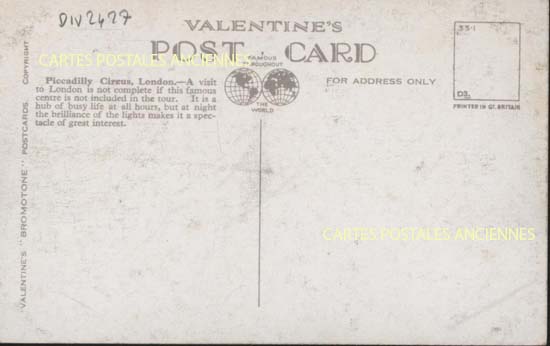 DIV2427
VALENTINE'S
POST CARD
CARTES POSTALES ANCIENNES
FAMOUS
THROUGHOUT
THE
WORLD
Piccadilly Circus, London.—A visit
to London is not complete if this famous
centre is not included in the tour. It is a
hub of busy life at all hours, but at night
the brilliance of the lights makes it a spec-
tacle of great interest.
FOR ADDRESS ONLY
33-1
D3.
PRINTED IN GT. BRITAIN
VALENTINE'S "BROMOTONE" POSTCARDS. COPYRIGHT
CARTES POSTALES ANCIENNES